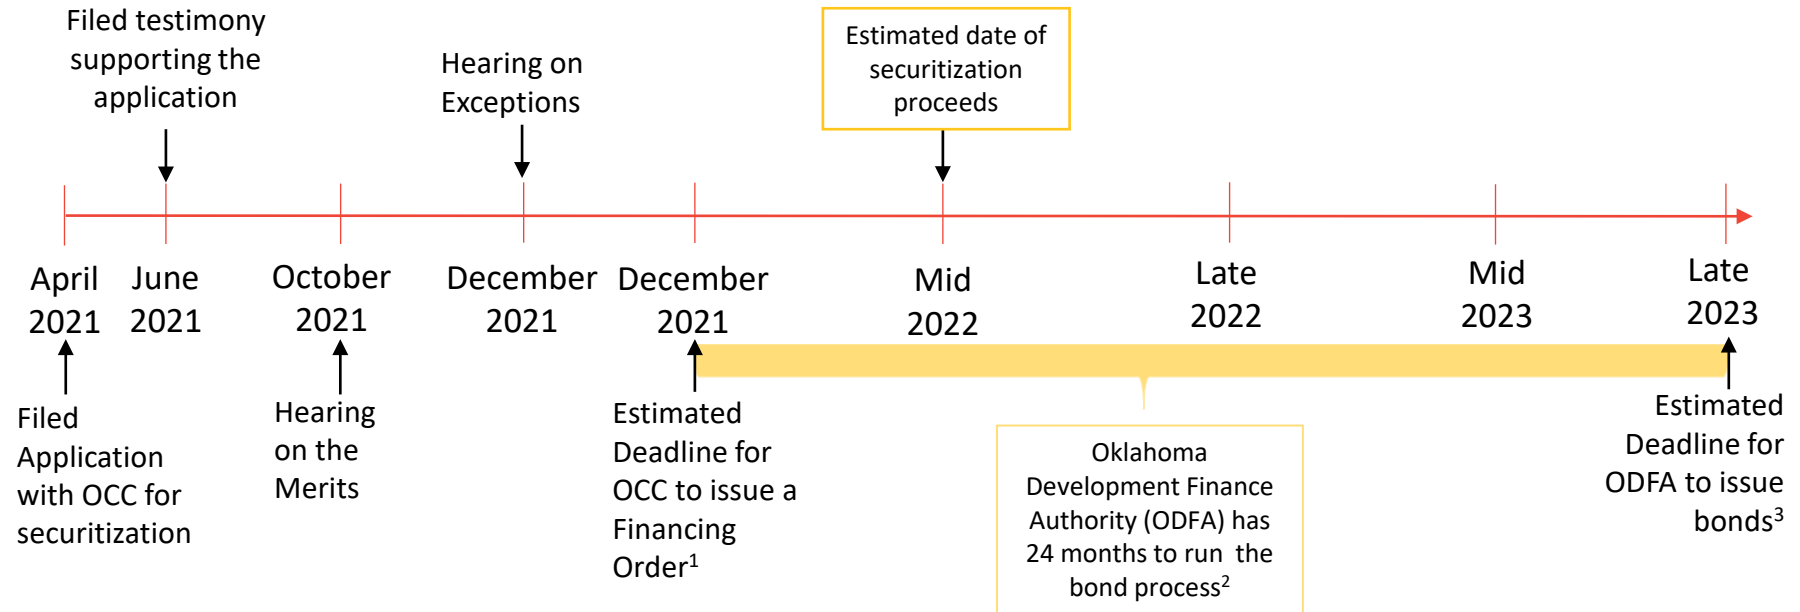 Filed testimony
supporting the
application
Hearing on
Exceptions
Estimated date of
securitization
proceeds
April
2021
June
2021
October
2021
December
2021
December
2021
Mid
2022
Late
2022
Mid
2023
Late
2023
Filed
Application
with OCC for
securitization
Hearing
on the
Merits
Estimated
Deadline for
OCC to issue a
Financing
Order¹
Oklahoma
Development Finance
Authority (ODFA) has
24 months to run the
bond process²
Estimated
Deadline for
ODFA to issue
bonds³